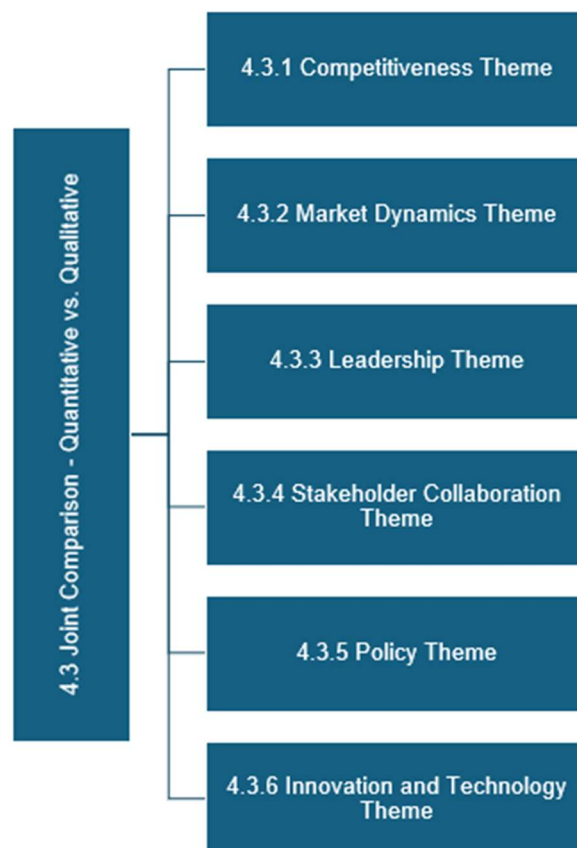 4.3 Joint Comparison - Quantitative vs. Qualitative
4.3.1 Competitiveness Theme
4.3.2 Market Dynamics Theme
4.3.3 Leadership Theme
4.3.4 Stakeholder Collaboration
Theme
4.3.5 Policy Theme
4.3.6 Innovation and Technology
Theme